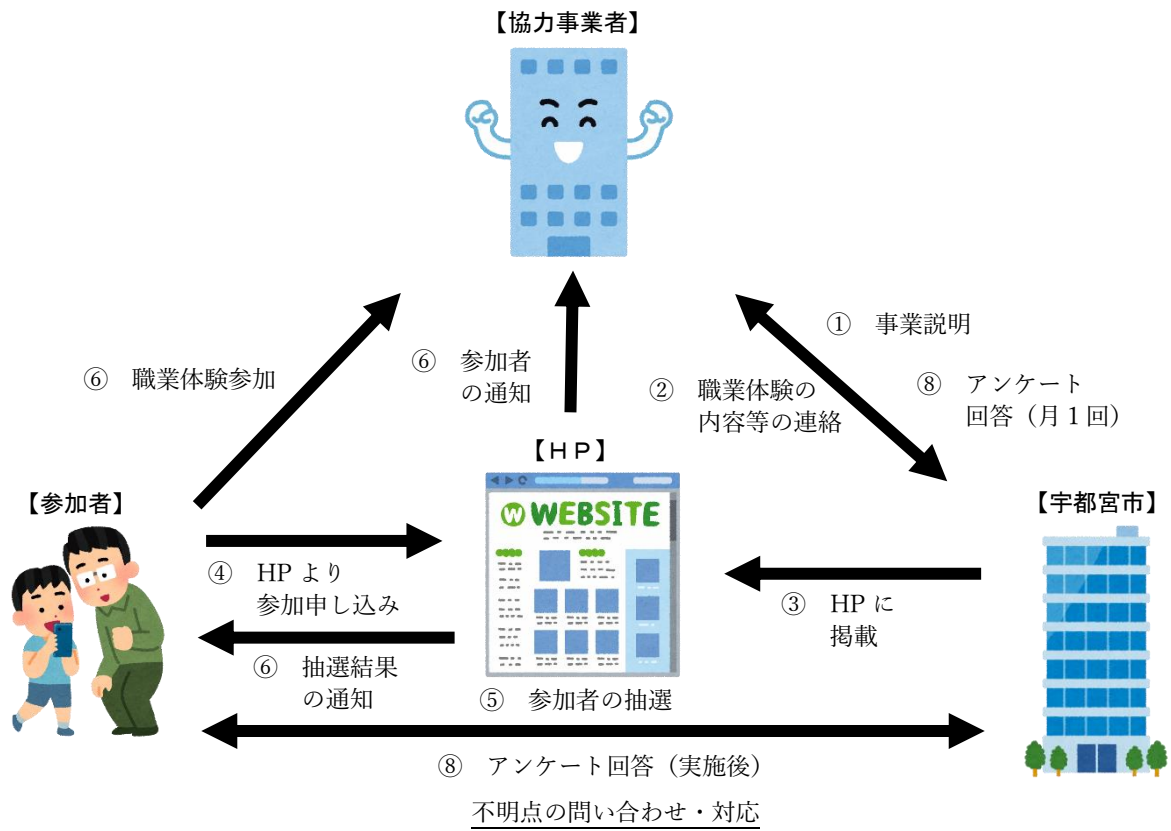 【協力事業者】
① 事業説明
⑥ 職業体験参加
⑥ 参加者
の通知
② 職業体験の
内容等の連絡
⑧ アンケート
回答（月１回）
【ＨＰ】
WEBSITE
【参加者】
【宇都宮市】
④ HP より
参加申し込み
③ HP に
掲載
⑥ 抽選結果
の通知
⑤ 参加者の抽選
⑧ アンケート回答（実施後）
不明点の問い合わせ・対応